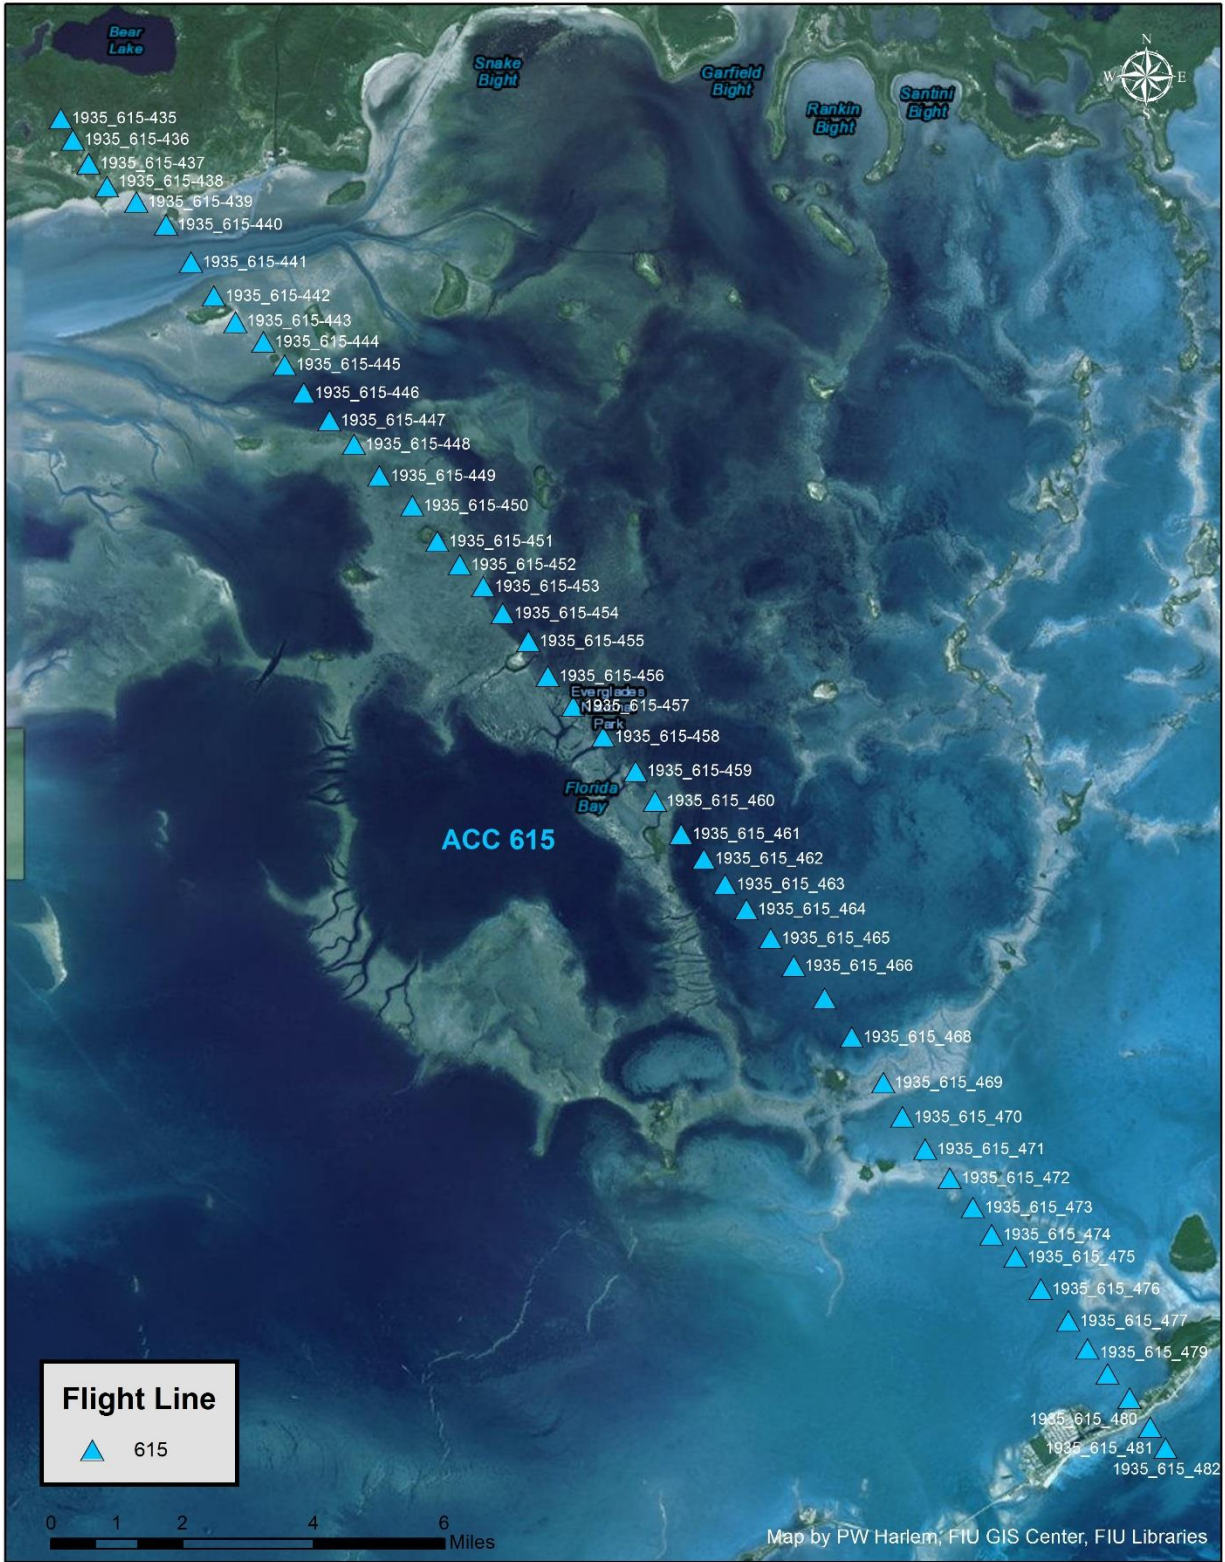 Bear
Lake
Snake
Bight
Garfield
Bight
Rankin
Bight
Santini
Bight
N
W
E
S
1935_615-435
1935_615-436
1935_615-437
1935_615-438
1935_615-439
1935_615-440
1935_615-441
1935_615-442
1935_615-443
1935_615-444
1935_615-445
1935_615-446
1935_615-447
1935_615-448
1935_615-449
1935_615-450
1935_615-451
1935_615-452
1935_615-453
1935_615-454
1935_615-455
1935_615-456
Everglades
1935_615-457
Park
1935_615-458
1935_615-459
Florida
Bay
1935_615_460
ACC 615
1935_615_461
1935_615_462
1935_615_463
1935_615_464
1935_615_465
1935_615_466
1935_615_468
1935_615_469
1935_615_470
1935_615_471
1935_615_472
1935_615_473
1935_615_474
1935_615_475
1935_615_476
1935_615_477
1935_615_479
1935_615_480
1935_615_481
1935_615_482
Flight Line
615
0 1 2 4 6
Miles
Map by PW Harlem, FIU GIS Center, FIU Libraries